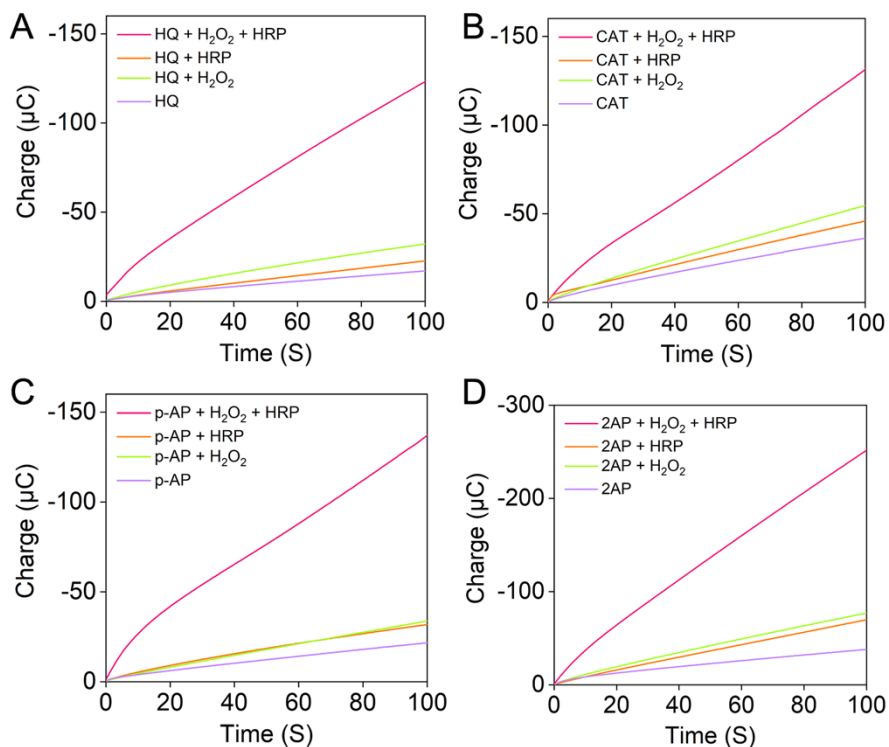 A
-150
-100
-50
0
Charge (µC)
HQ + H₂O₂ + HRP
HQ + HRP
HQ + H₂O₂
HQ
0 20 40 60 80 100
Time (S)
B
-150
-100
-50
0
Charge (µC)
CAT + H₂O₂ + HRP
CAT + HRP
CAT + H₂O₂
CAT
0 20 40 60 80 100
Time (S)
C
-150
-100
-50
0
Charge (µC)
p-AP + H₂O₂ + HRP
p-AP + HRP
p-AP + H₂O₂
p-AP
0 20 40 60 80 100
Time (S)
D
-300
-200
-100
0
Charge (µC)
2AP + H₂O₂ + HRP
2AP + HRP
2AP + H₂O₂
2AP
0 20 40 60 80 100
Time (S)